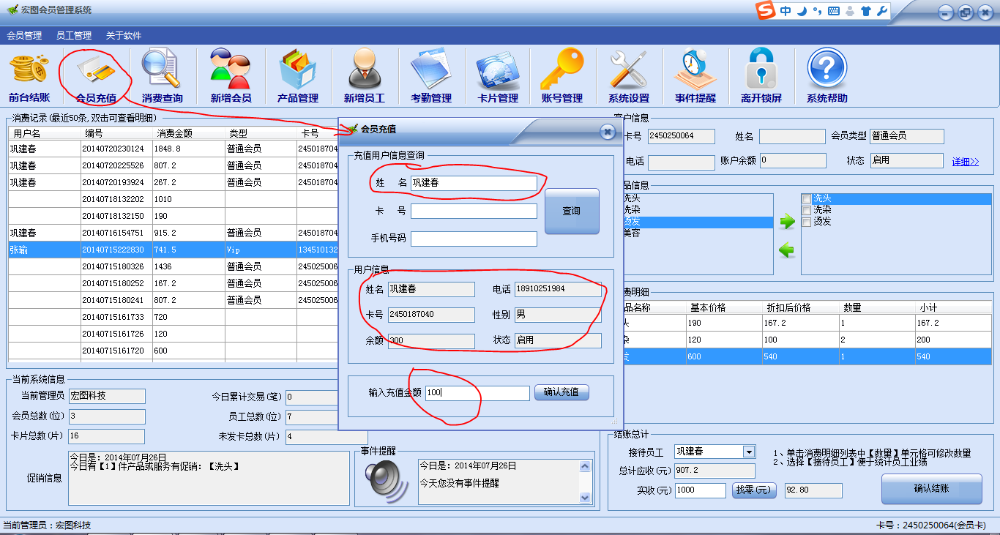 宏图会员管理系统
中
会员管理 员工管理 关于软件
前台结账 会员充值 消费查询 新增会员 产品管理 新增员工 考勤管理 卡片管理 账号管理 系统设置 事件提醒 离开锁屏 系统帮助
消费记录(最近50条,双击可查看明细)
用户名 编号 消费金额 类型 卡号
巩建春 20140720230124 1848.8 普通会员 245018704
巩建春 20140720225526 807.2 普通会员 245018704
巩建春 20140720193924 267.2 普通会员 245018704
20140718132202 1010
20140718132150 190
巩建春 20140716154751 915.2 普通会员 245018704
张瑜 20140715222830 741.5 Vip 134510132
20140715180326 1436 普通会员 245025006
20140715180252 167.2 普通会员 245025006
20140715180241 807.2 普通会员 245025006
20140715161733 720
20140715161726 120
20140715161720 600
会员充值
充值用户信息查询
姓 名 巩建春
卡 号
手机号码
查询
用户信息
姓名 巩建春 电话 18910251984
卡号 2450187040 性别 男
余额 300 状态 启用
输入充值金额 100 确认充值
客户信息
卡号 2450250064 姓名 会员类型 普通会员
电话 账户余额 0 状态 启用 详细>>
品信息
洗头
洗染
烫发
美容
洗头
洗染
烫发
费明细
品名称 基本价格 折扣后价格 数量 小计
头 190 167.2 1 167.2
染 120 100 2 200
发 600 540 1 540
当前系统信息
当前管理员 宏图科技 今日累计交易(笔) 0
会员总数(位) 3 员工总数(位) 7
卡片总数(片) 16 未发卡总数(片) 4
促销信息
今日是: 2014年07月26日
今日有【1】件产品或服务有促销: 【洗头】
事件提醒
今日是: 2014年07月26日
今天您没有事件提醒
结账总计
接待员工 巩建春
总计应收(元) 907.2
实收(元) 1000 找零(元) 92.80
1、单击消费明细列表中【数量】单元格可修改数量
2、选择【接待员工】便于统计员工业绩
确认结账
当前管理员：宏图科技
卡号：2450250064(会员卡)